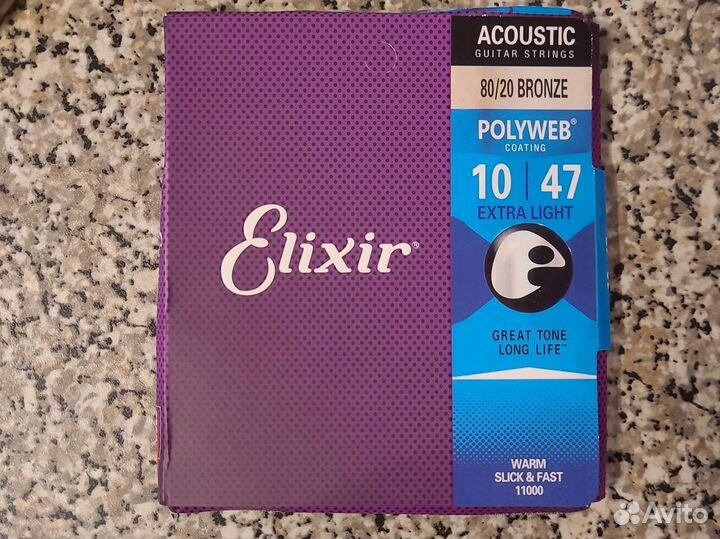 Elixir®
ACOUSTIC
GUITAR STRINGS
80/20 BRONZE
POLYWEB®
COATING
10 | 47
EXTRA LIGHT
GREAT TONE
LONG LIFE™
WARM
SLICK & FAST
11000
Avito